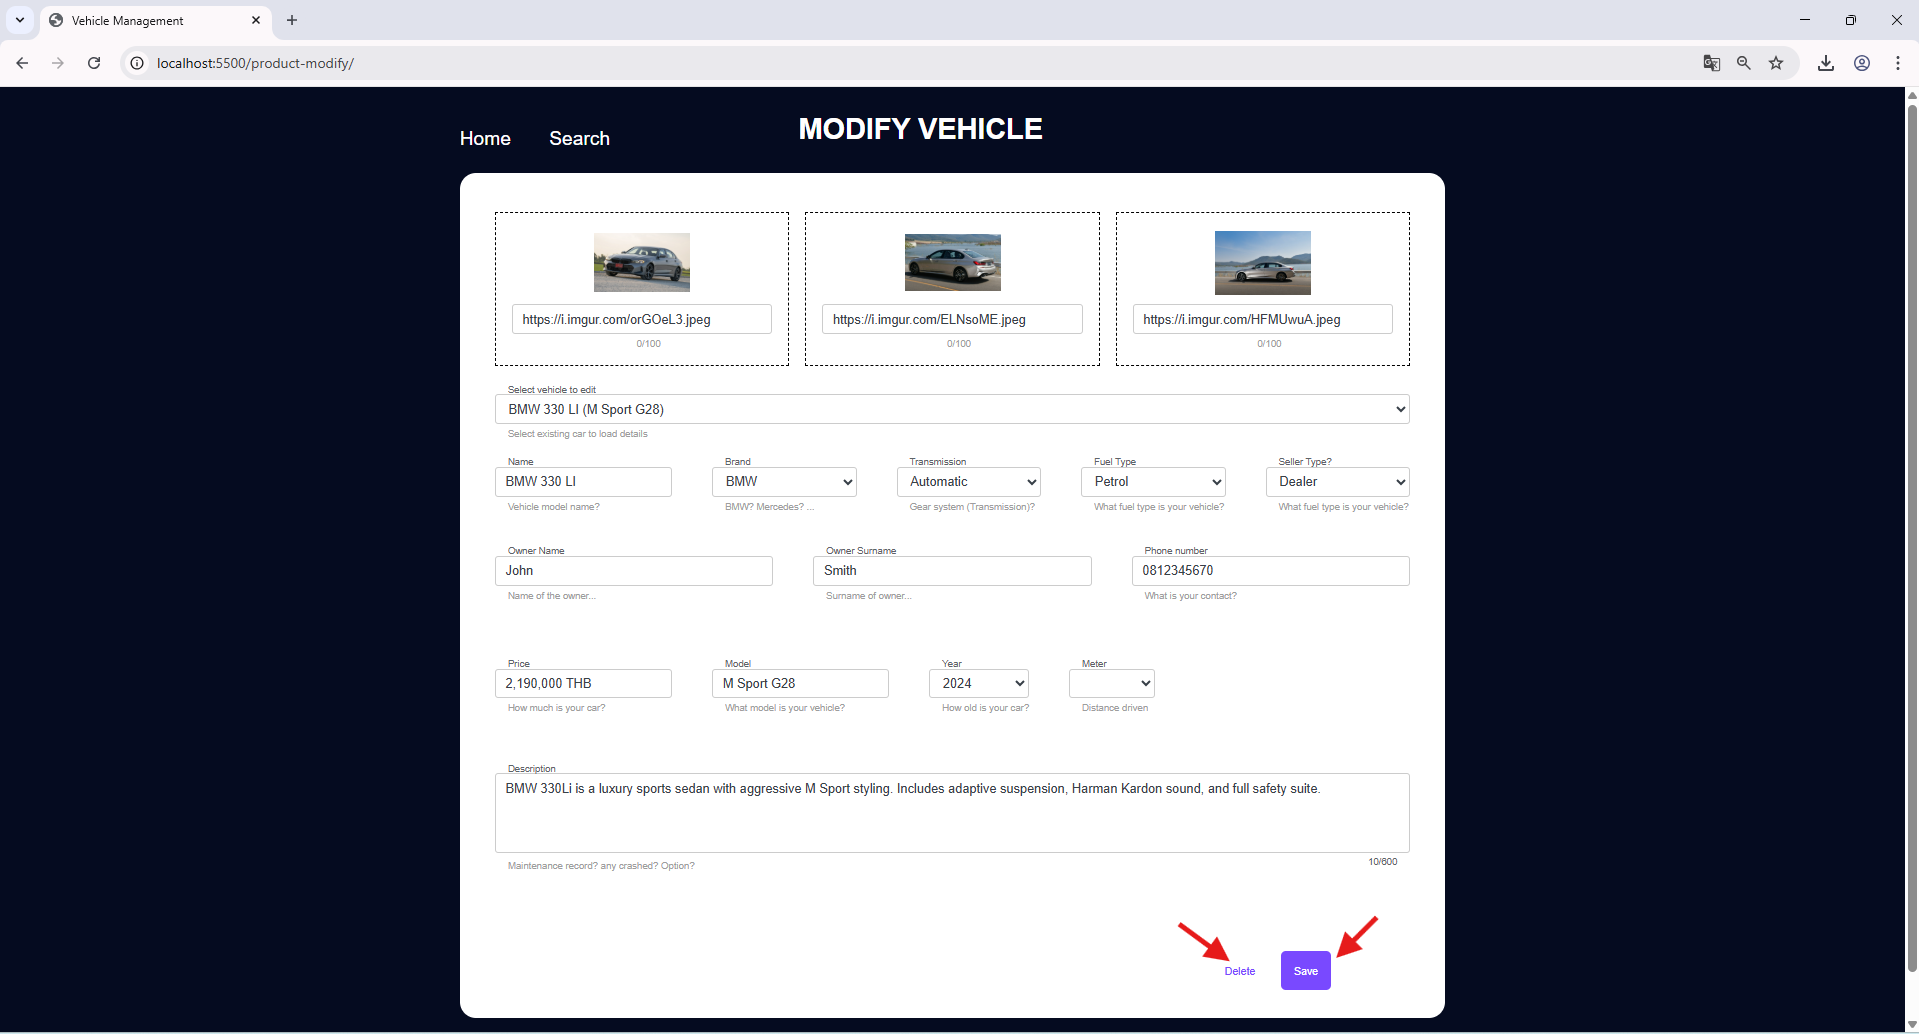 Vehicle Management
localhost:5500/product-modify/
Home Search MODIFY VEHICLE
https://i.imgur.com/orGOeL3.jpeg https://i.imgur.com/ELNsoME.jpeg https://i.imgur.com/HFMUwuA.jpeg
0/100 0/100 0/100
Select vehicle to edit
BMW 330 LI (M Sport G28)
Select existing car to load details
Name Brand Transmission Fuel Type Seller Type?
BMW 330 LI BMW Automatic Petrol Dealer
Vehicle model name? BMW? Mercedes? ... Gear system (Transmission)? What fuel type is your vehicle? What fuel type is your vehicle?
Owner Name Owner Surname Phone number
John Smith 0812345670
Name of the owner... Surname of owner... What is your contact?
Price Model Year Meter
2,190,000 THB M Sport G28 2024
How much is your car? What model is your vehicle? How old is your car? Distance driven
Description
BMW 330Li is a luxury sports sedan with aggressive M Sport styling. Includes adaptive suspension, Harman Kardon sound, and full safety suite.
Maintenance record? any crashed? Option? 10/600
Delete Save